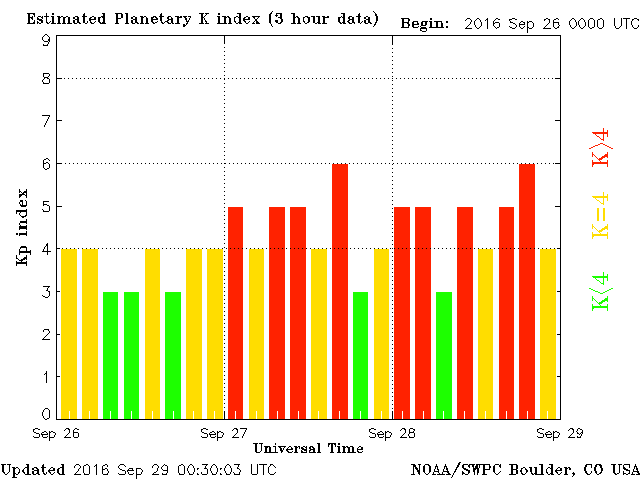 Estimated Planetary K index (3 hour data) Begin: 2016 Sep 26 0000 UTC
9
8
7
6
5
4
3
2
1
0
Kp index
K>4
K=4
K<4
Sep 26 Sep 27 Sep 28 Sep 29
Universal Time
Updated 2016 Sep 29 00:30:03 UTC NOAA/SWPC Boulder, CO USA